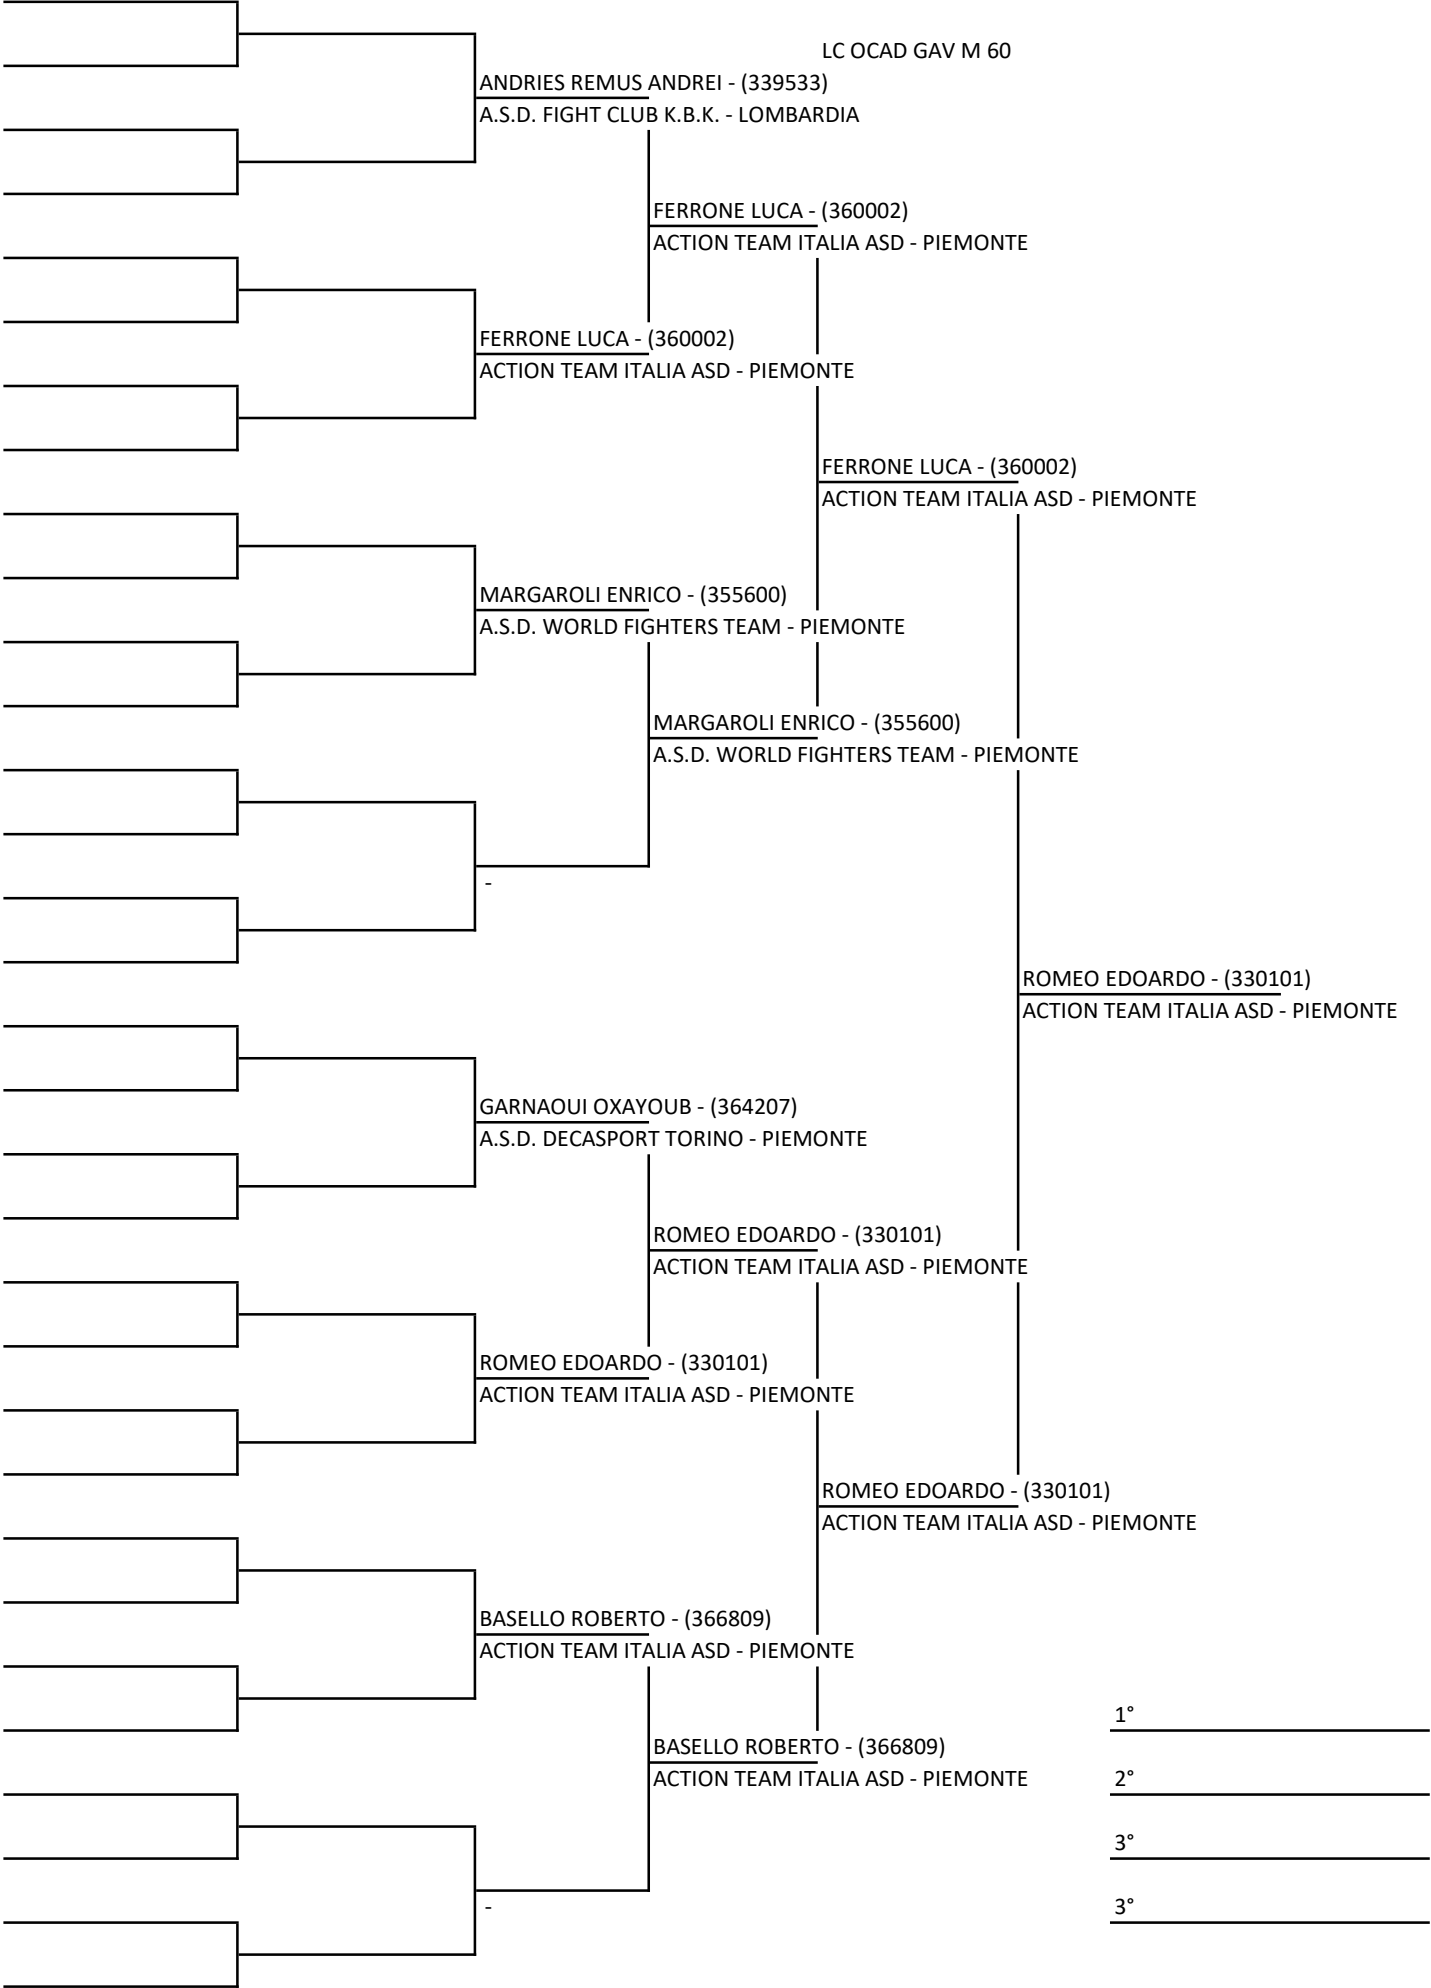 LC OCAD GAV M 60
ANDRIES REMUS ANDREI - (339533)
A.S.D. FIGHT CLUB K.B.K. - LOMBARDIA
FERRONE LUCA - (360002)
ACTION TEAM ITALIA ASD - PIEMONTE
FERRONE LUCA - (360002)
ACTION TEAM ITALIA ASD - PIEMONTE
FERRONE LUCA - (360002)
ACTION TEAM ITALIA ASD - PIEMONTE
MARGAROLI ENRICO - (355600)
A.S.D. WORLD FIGHTERS TEAM - PIEMONTE
MARGAROLI ENRICO - (355600)
A.S.D. WORLD FIGHTERS TEAM - PIEMONTE
-
ROMEO EDOARDO - (330101)
ACTION TEAM ITALIA ASD - PIEMONTE
GARNAOUI OXAYOUB - (364207)
A.S.D. DECASPORT TORINO - PIEMONTE
ROMEO EDOARDO - (330101)
ACTION TEAM ITALIA ASD - PIEMONTE
ROMEO EDOARDO - (330101)
ACTION TEAM ITALIA ASD - PIEMONTE
ROMEO EDOARDO - (330101)
ACTION TEAM ITALIA ASD - PIEMONTE
BASELLO ROBERTO - (366809)
ACTION TEAM ITALIA ASD - PIEMONTE
1°
BASELLO ROBERTO - (366809)
ACTION TEAM ITALIA ASD - PIEMONTE
2°
3°
-
3°